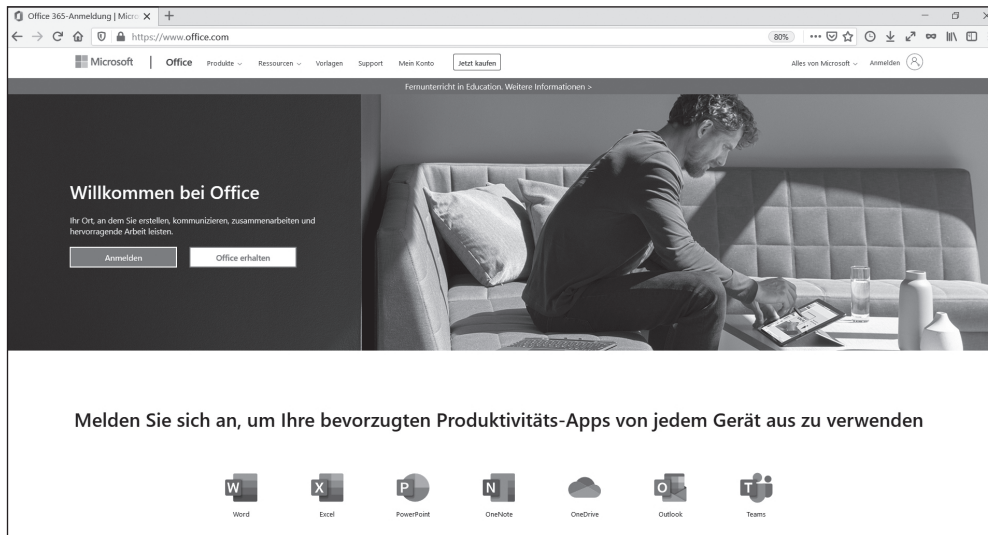 Office 365-Anmeldung | Micro
https://www.office.com
80%
Microsoft | Office Produkte Ressourcen Vorlagen Support Mein Konto Jetzt kaufen Alles von Microsoft Anmelden
Fernunterricht in Education. Weitere Informationen >
Willkommen bei Office
Ihr Ort, an dem Sie erstellen, kommunizieren, zusammenarbeiten und
hervorragende Arbeit leisten.
Anmelden Office erhalten
Melden Sie sich an, um Ihre bevorzugten Produktivitäts-Apps von jedem Gerät aus zu verwenden
W X P N O T
Word Excel PowerPoint OneNote OneDrive Outlook Teams